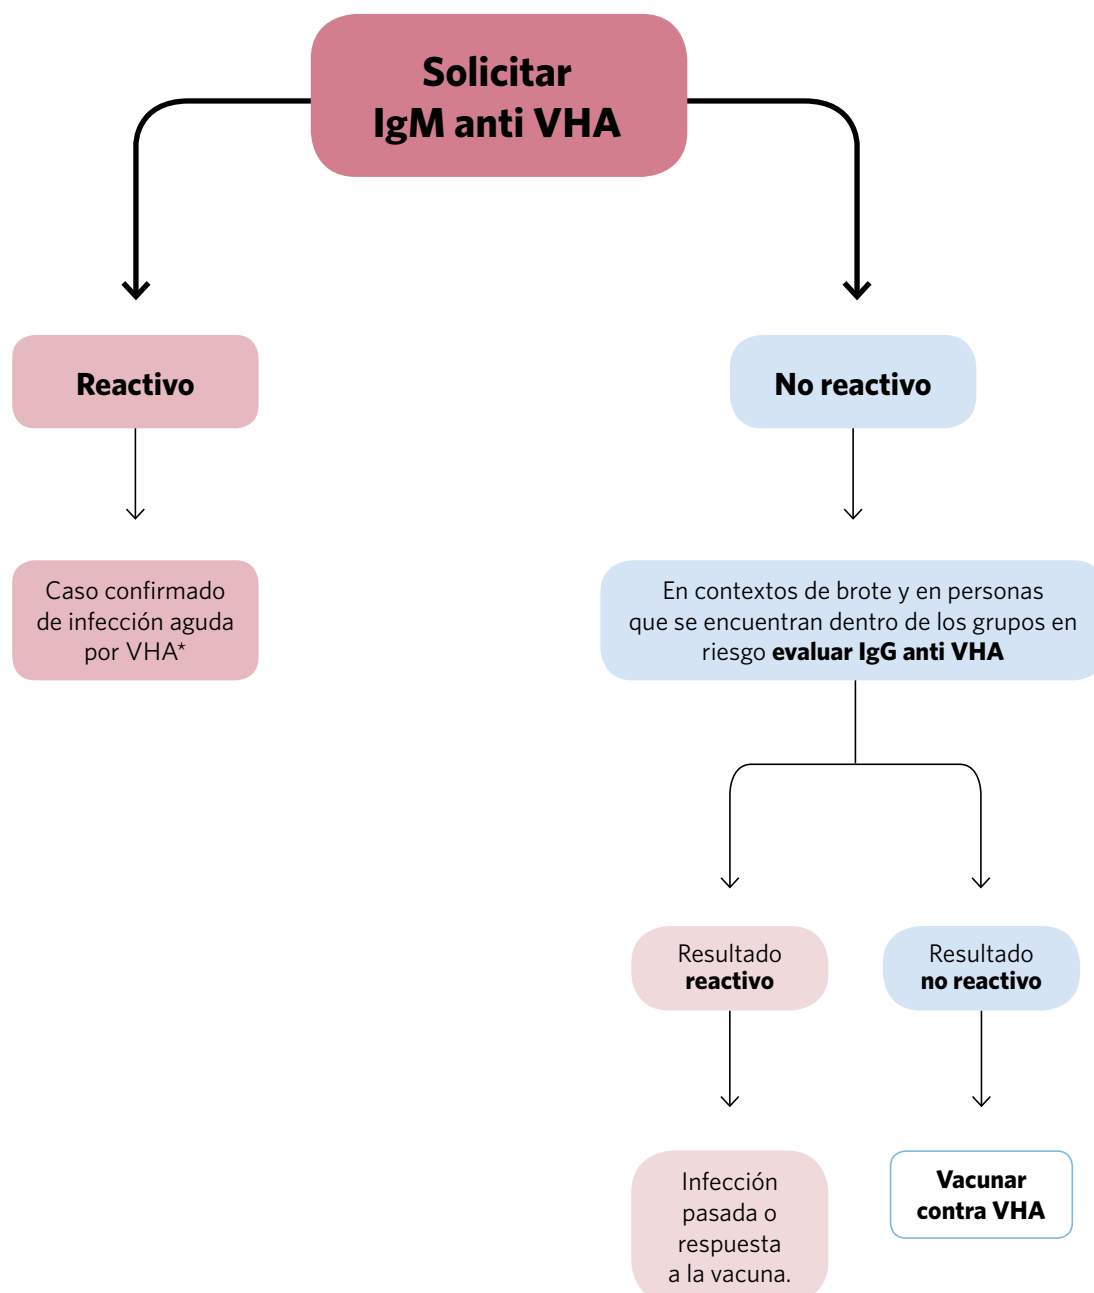 Solicitar
IgM anti VHA
Reactivo
No reactivo
Caso confirmado
de infección aguda
por VHA*
En contextos de brote y en personas
que se encuentran dentro de los grupos en
riesgo evaluar IgG anti VHA
Resultado
reactivo
Resultado
no reactivo
Infección
pasada o
respuesta
a la vacuna.
Vacunar
contra VHA